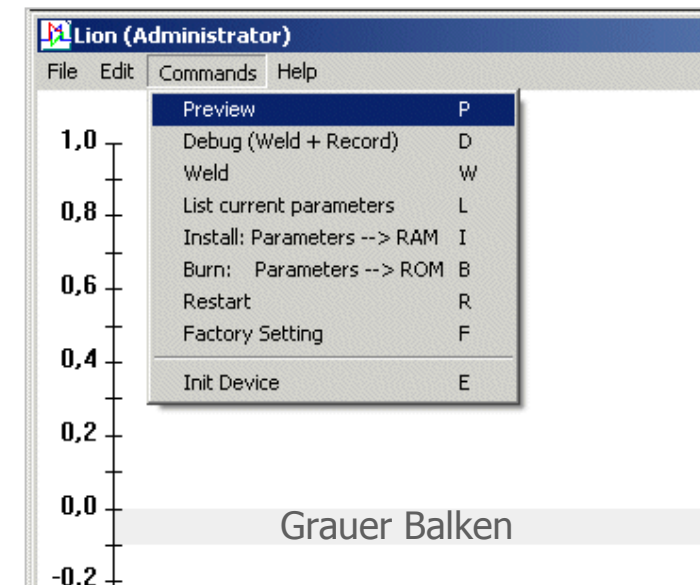 Lion (Administrator)
File Edit Commands Help
Preview P
Debug (Weld + Record) D
Weld W
List current parameters L
Install: Parameters --> RAM I
Burn: Parameters --> ROM B
Restart R
Factory Setting F
Init Device E
1,0
0,8
0,6
0,4
0,2
0,0
Grauer Balken
-0,2